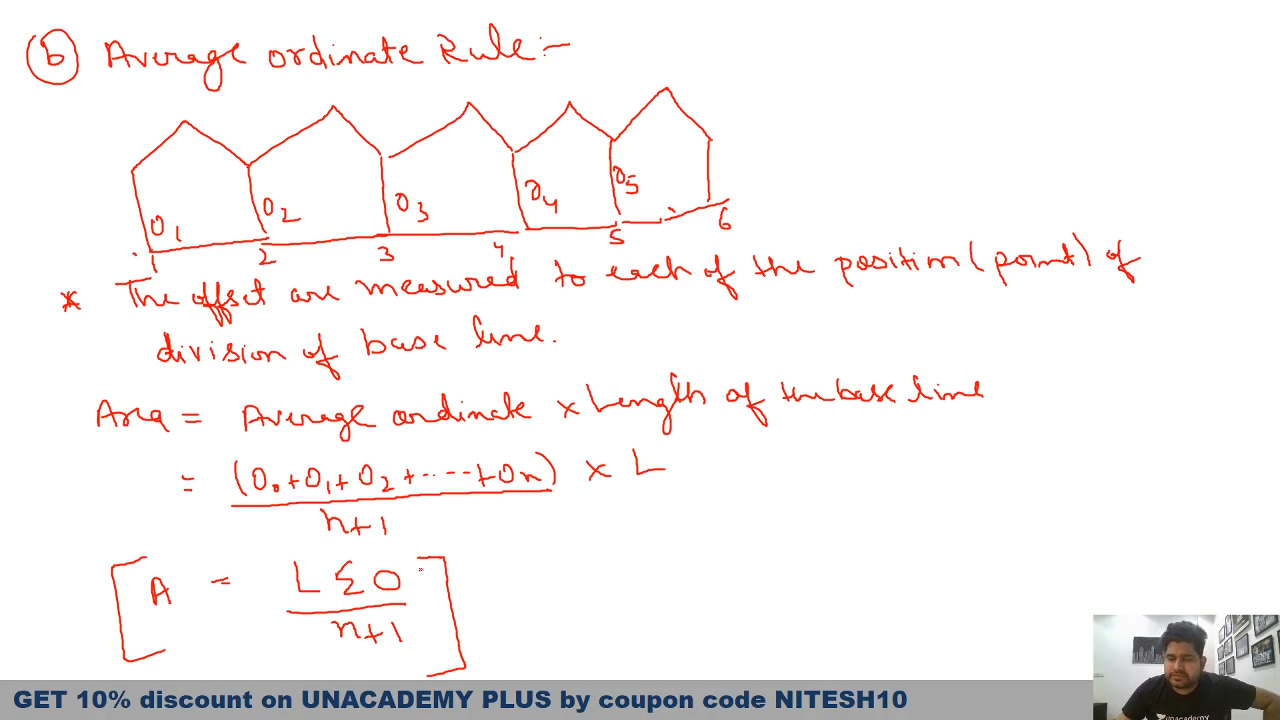 b Average ordinate Rule:-
O1 O2 O3 O4 O5
1 2 3 4 5 6
* The offset are measured to each of the position (point) of
division of base line.
Area = Average ordinate x Length of the base line
= (O0+O1+O2+.....+On) x L
n+1
[A = L Σ O]
n+1
unacademy
GET 10% discount on UNACADEMY PLUS by coupon code NITESH10